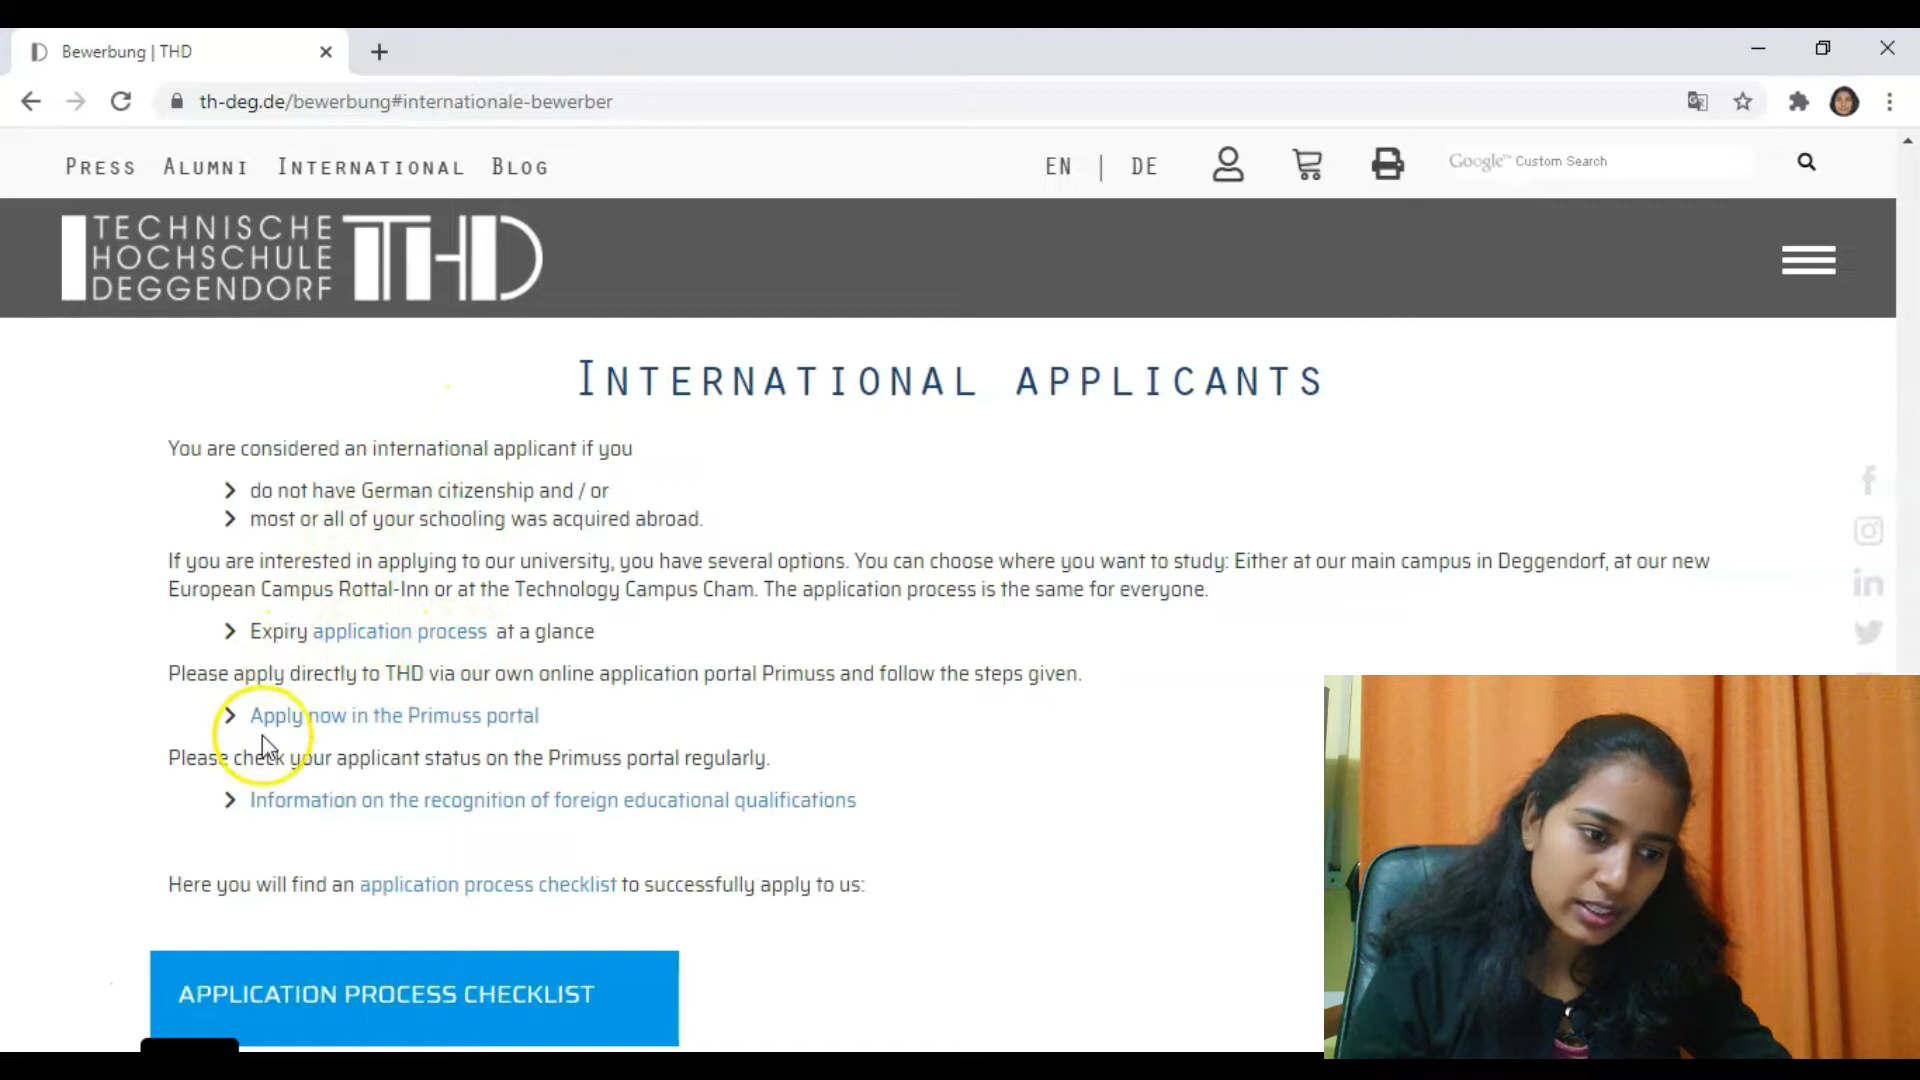 Bewerbung | THD
th-deg.de/bewerbung#internationale-bewerber
PRESS ALUMNI INTERNATIONAL BLOG
EN | DE
Google™ Custom Search
TECHNISCHE
HOCHSCHULE
DEGGENDORF
THD
INTERNATIONAL APPLICANTS
You are considered an international applicant if you
do not have German citizenship and / or
most or all of your schooling was acquired abroad.
If you are interested in applying to our university, you have several options. You can choose where you want to study: Either at our main campus in Deggendorf, at our new
European Campus Rottal-Inn or at the Technology Campus Cham. The application process is the same for everyone.
Expiry application process at a glance
Please apply directly to THD via our own online application portal Primuss and follow the steps given.
Apply now in the Primuss portal
Please check your applicant status on the Primuss portal regularly.
Information on the recognition of foreign educational qualifications
Here you will find an application process checklist to successfully apply to us:
APPLICATION PROCESS CHECKLIST